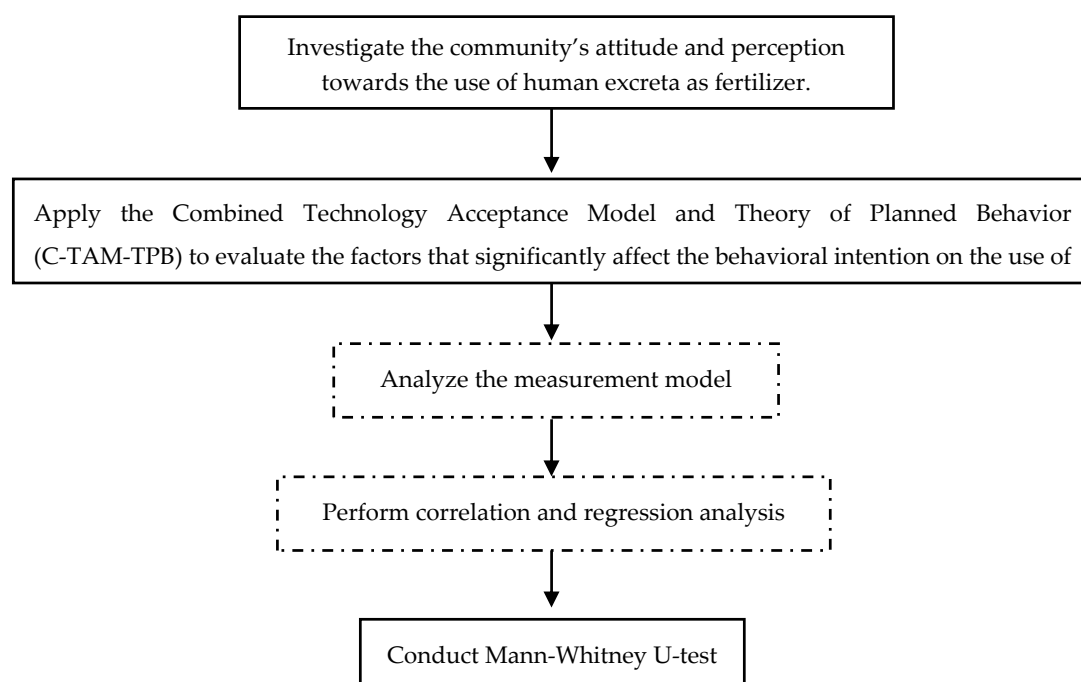 Investigate the community’s attitude and perception
towards the use of human excreta as fertilizer.
Apply the Combined Technology Acceptance Model and Theory of Planned Behavior
(C-TAM-TPB) to evaluate the factors that significantly affect the behavioral intention on the use of
Analyze the measurement model
Perform correlation and regression analysis
Conduct Mann-Whitney U-test